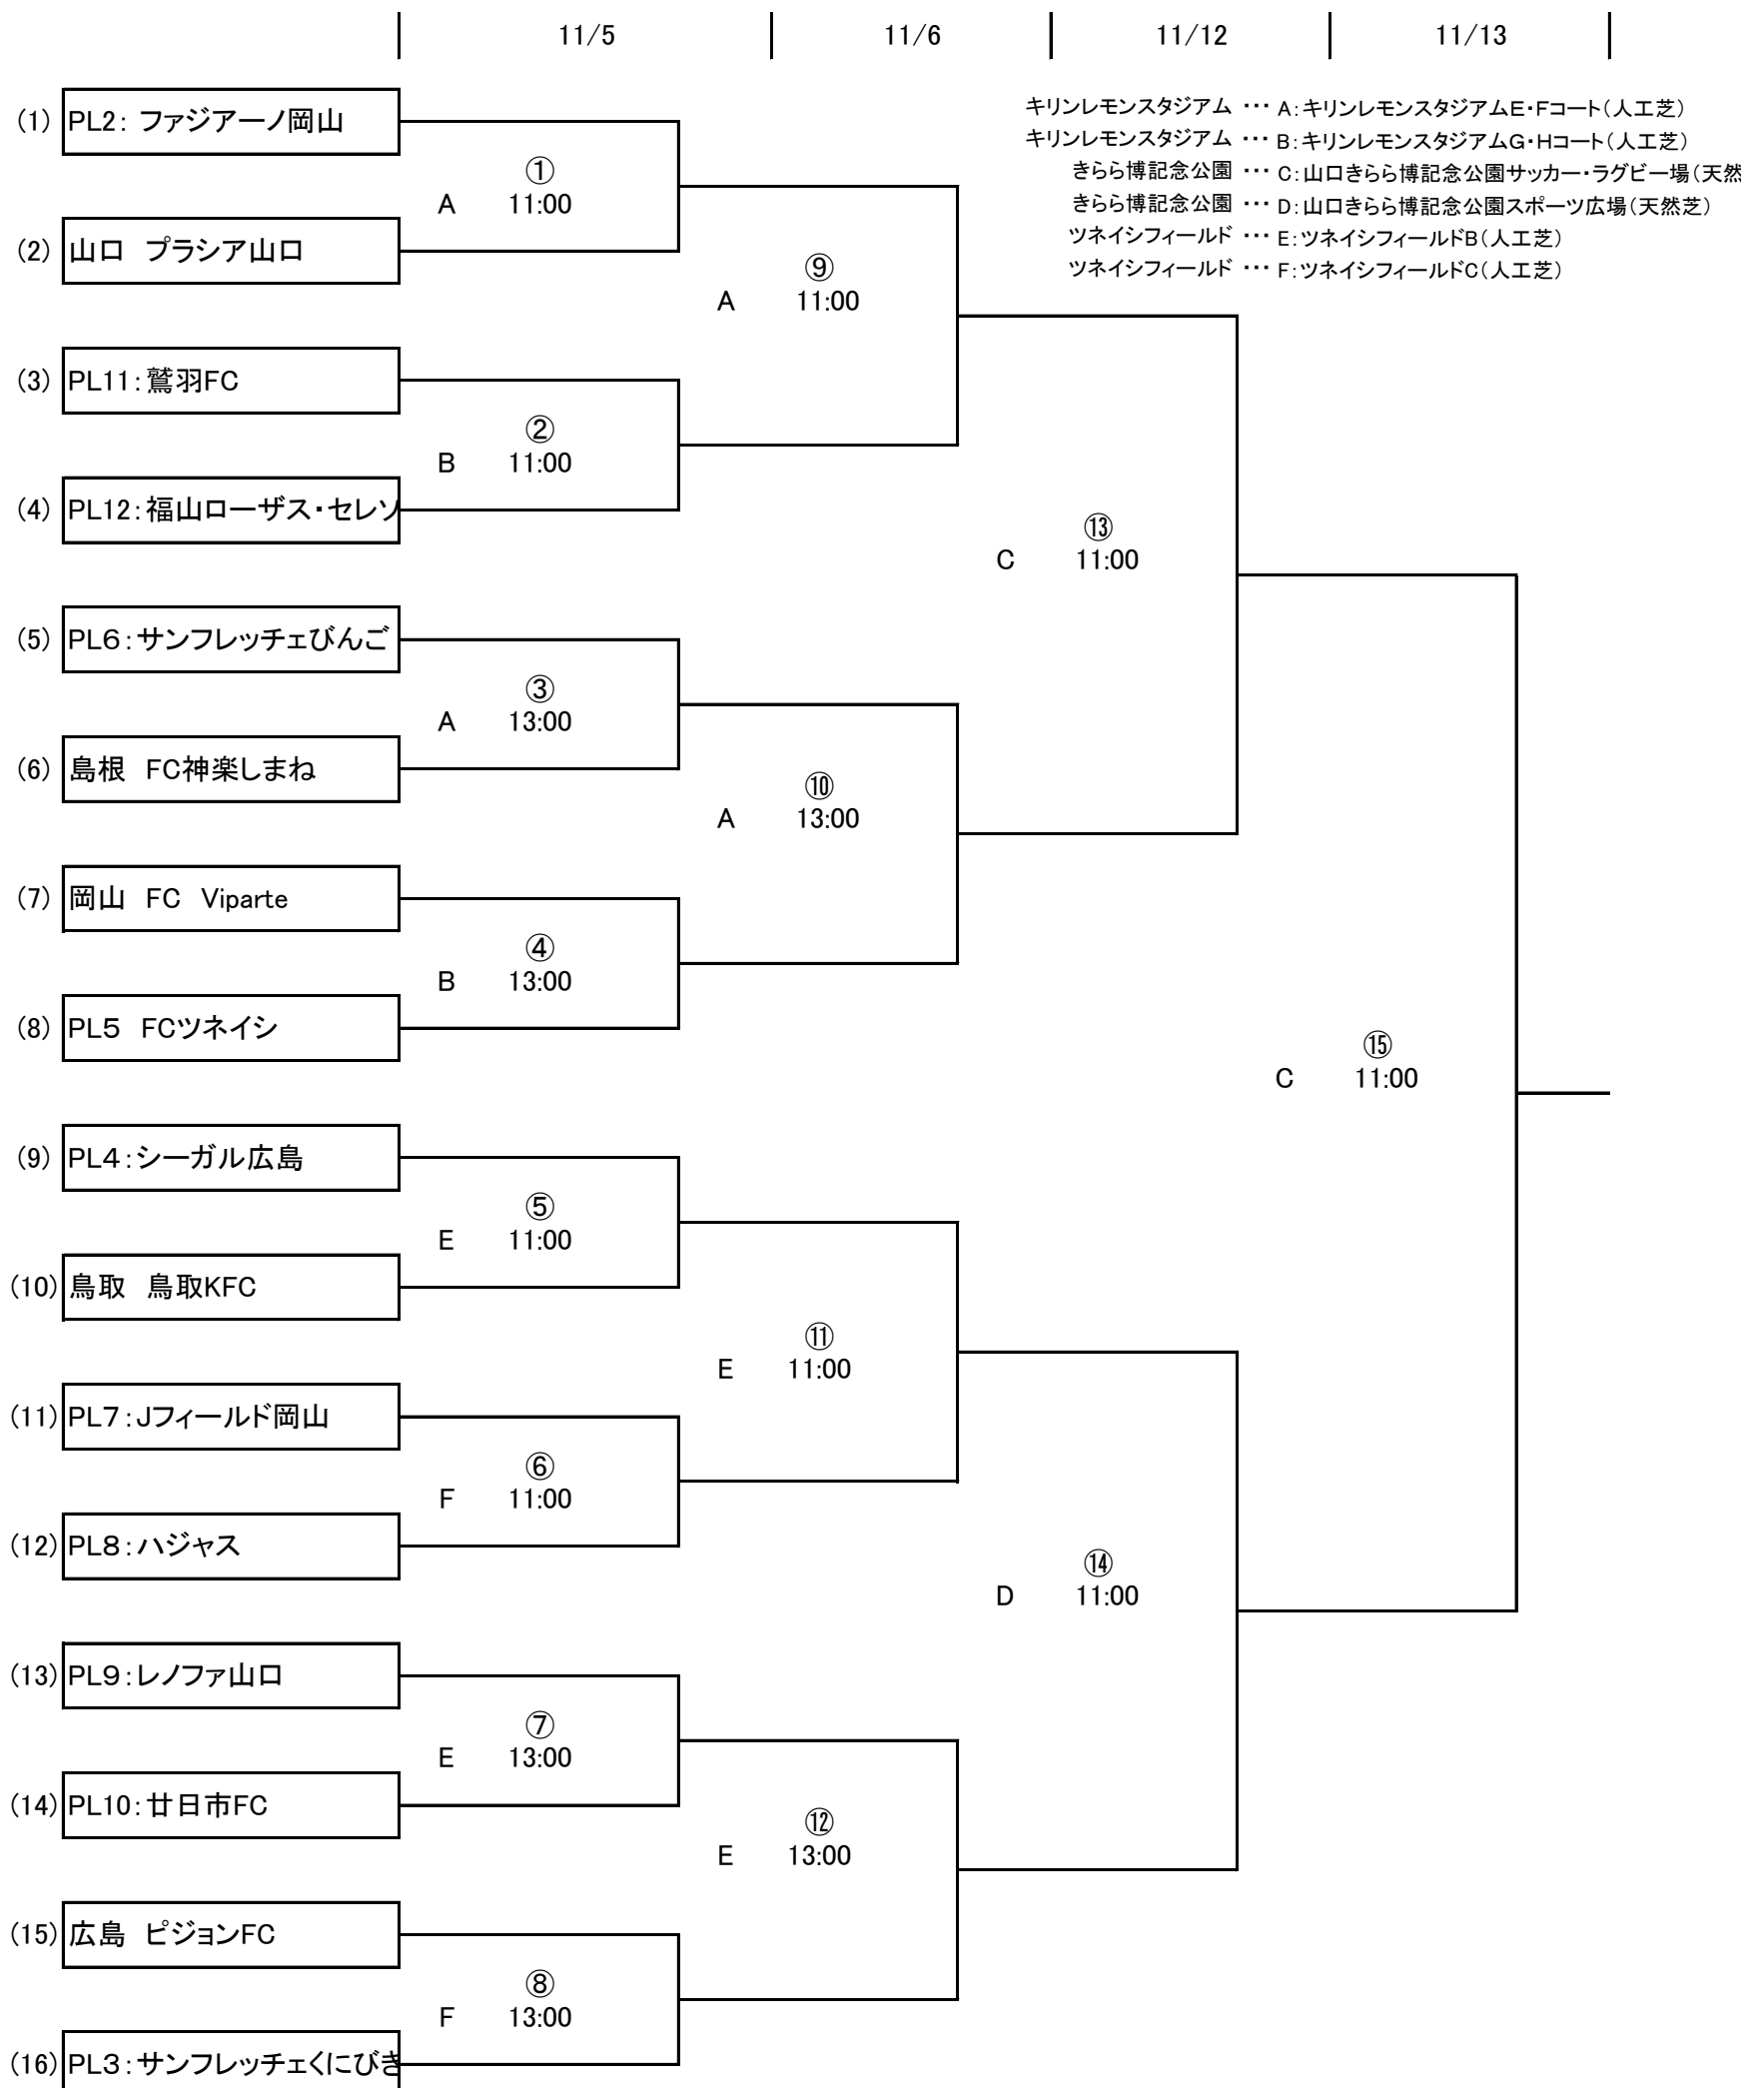 11/5 11/6 11/12 11/13
キリンレモンスタジアム ・・・ A:キリンレモンスタジアムE・Fコート(人工芝)
(1) PL2: ファジアーノ岡山
キリンレモンスタジアム ・・・ B:キリンレモンスタジアムG・Hコート(人工芝)
きらら博記念公園 ・・・ C:山口きらら博記念公園サッカー・ラグビー場(天然
①
A 11:00
きらら博記念公園 ・・・ D:山口きらら博記念公園スポーツ広場(天然芝)
ツネイシフィールド ・・・ E:ツネイシフィールドB(人工芝)
(2) 山口 プラシア山口
ツネイシフィールド ・・・ F:ツネイシフィールドC(人工芝)
⑨
A 11:00
(3) PL11:鷲羽FC
②
B 11:00
(4) PL12:福山ローザス・セレソ
⑬
C 11:00
(5) PL6:サンフレッチェびんご
③
A 13:00
(6) 島根 FC神楽しまね
⑩
A 13:00
(7) 岡山 FC Viparte
④
B 13:00
(8) PL5 FCツネイシ
⑮
C 11:00
(9) PL4:シーガル広島
⑤
E 11:00
(10) 鳥取 鳥取KFC
⑪
E 11:00
(11) PL7:Jフィールド岡山
⑥
F 11:00
(12) PL8:ハジャス
⑭
D 11:00
(13) PL9:レノファ山口
⑦
E 13:00
(14) PL10:廿日市FC
⑫
E 13:00
(15) 広島 ピジョンFC
⑧
F 13:00
(16) PL3:サンフレッチェくにびき